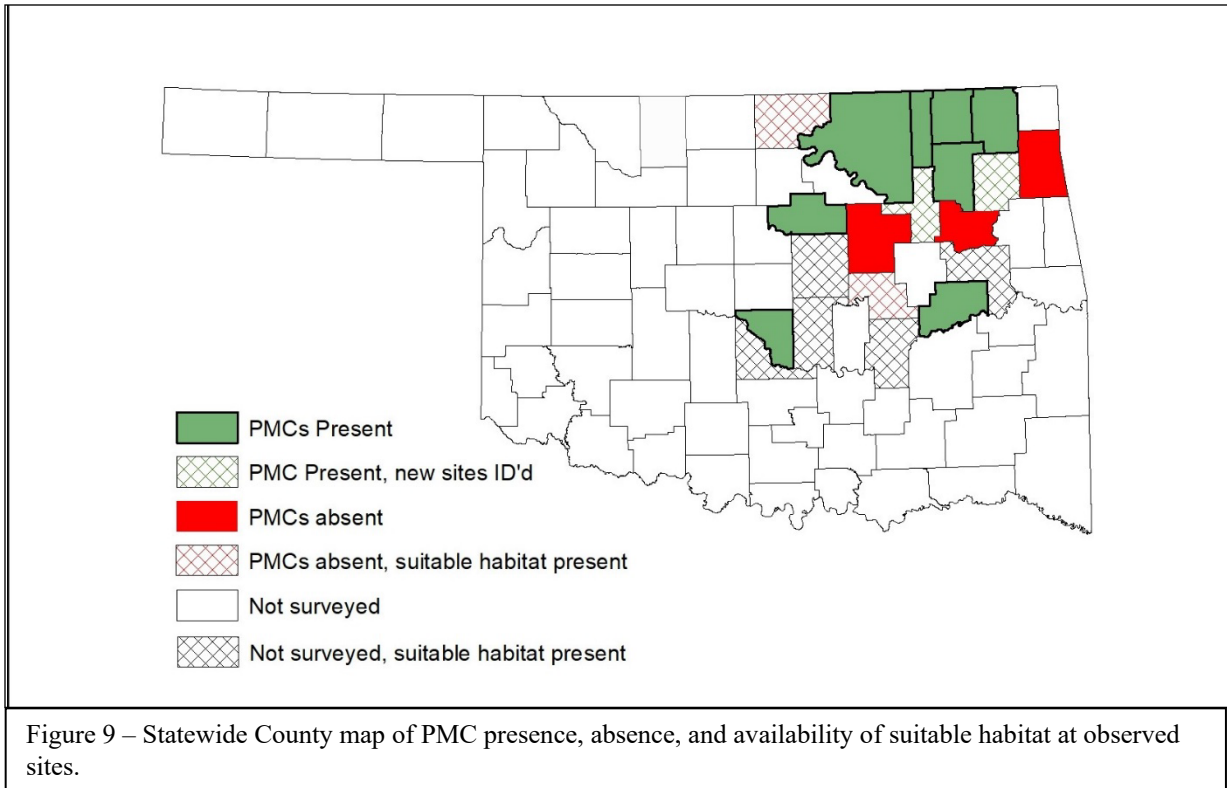 PMCs Present
PMC Present, new sites ID'd
PMCs absent
PMCs absent, suitable habitat present
Not surveyed
Not surveyed, suitable habitat present
Figure 9 – Statewide County map of PMC presence, absence, and availability of suitable habitat at observed
sites.